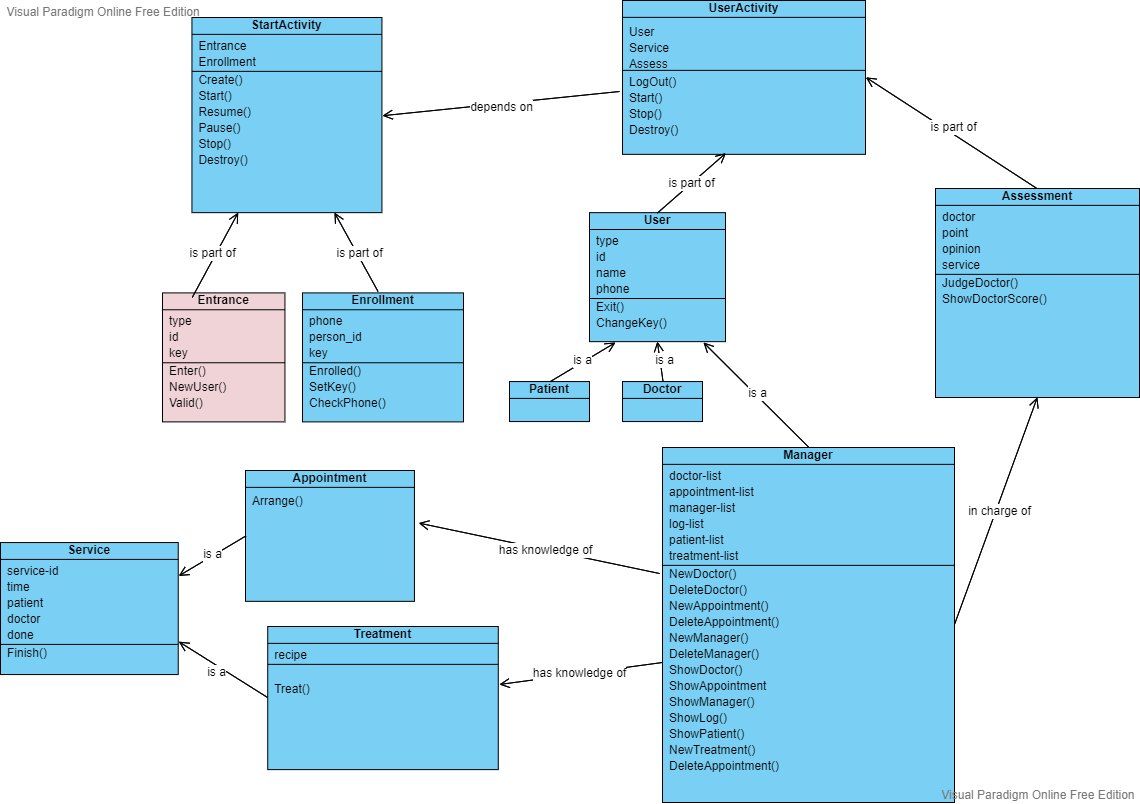 Visual Paradigm Online Free Edition
StartActivity
Entrance
Enrollment
Create()
Start()
Resume()
Pause()
Stop()
Destroy()
UserActivity
User
Service
Assess
LogOut()
Start()
Stop()
Destroy()
depends on
is part of
is part of
is part of
is part of
User
type
id
name
phone
Exit()
ChangeKey()
Assessment
doctor
point
opinion
service
JudgeDoctor()
ShowDoctorScore()
Entrance
type
id
key
Enter()
NewUser()
Valid()
Enrollment
phone
person_id
key
Enrolled()
SetKey()
CheckPhone()
is a
is a
is a
Patient
Doctor
Manager
doctor-list
appointment-list
manager-list
log-list
patient-list
treatment-list
NewDoctor()
DeleteDoctor()
NewAppointment()
DeleteAppointment()
NewManager()
DeleteManager()
ShowDoctor()
ShowAppointment
ShowManager()
ShowLog()
ShowPatient()
NewTreatment()
DeleteAppointment()
in charge of
Appointment
Arrange()
has knowledge of
is a
Service
service-id
time
patient
doctor
done
Finish()
Treatment
recipe
Treat()
has knowledge of
is a
Visual Paradigm Online Free Edition